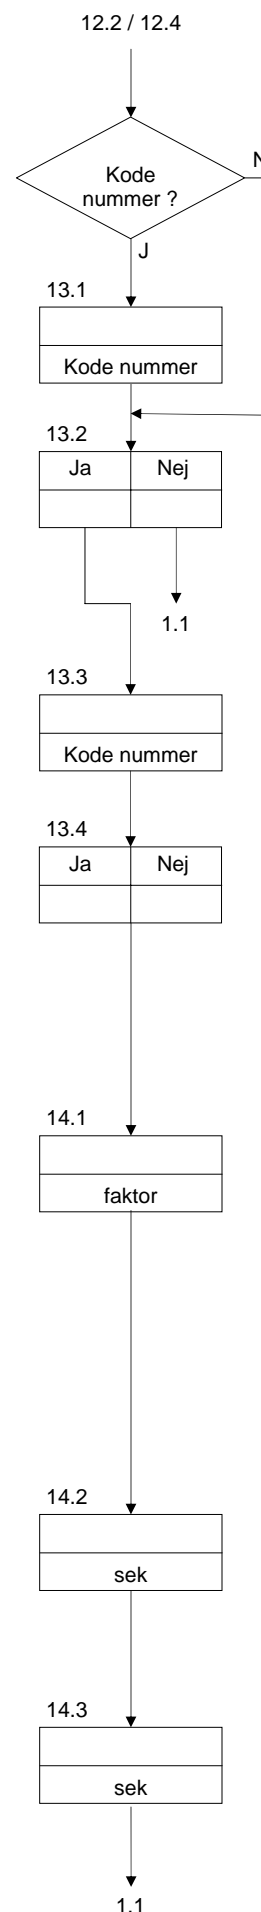 12.2 / 12.4
Kode
nummer ?
N
J
13.1
Kode nummer
13.2
Ja Nej
1.1
13.3
Kode nummer
13.4
Ja Nej
14.1
faktor
14.2
sek
14.3
sek
1.1